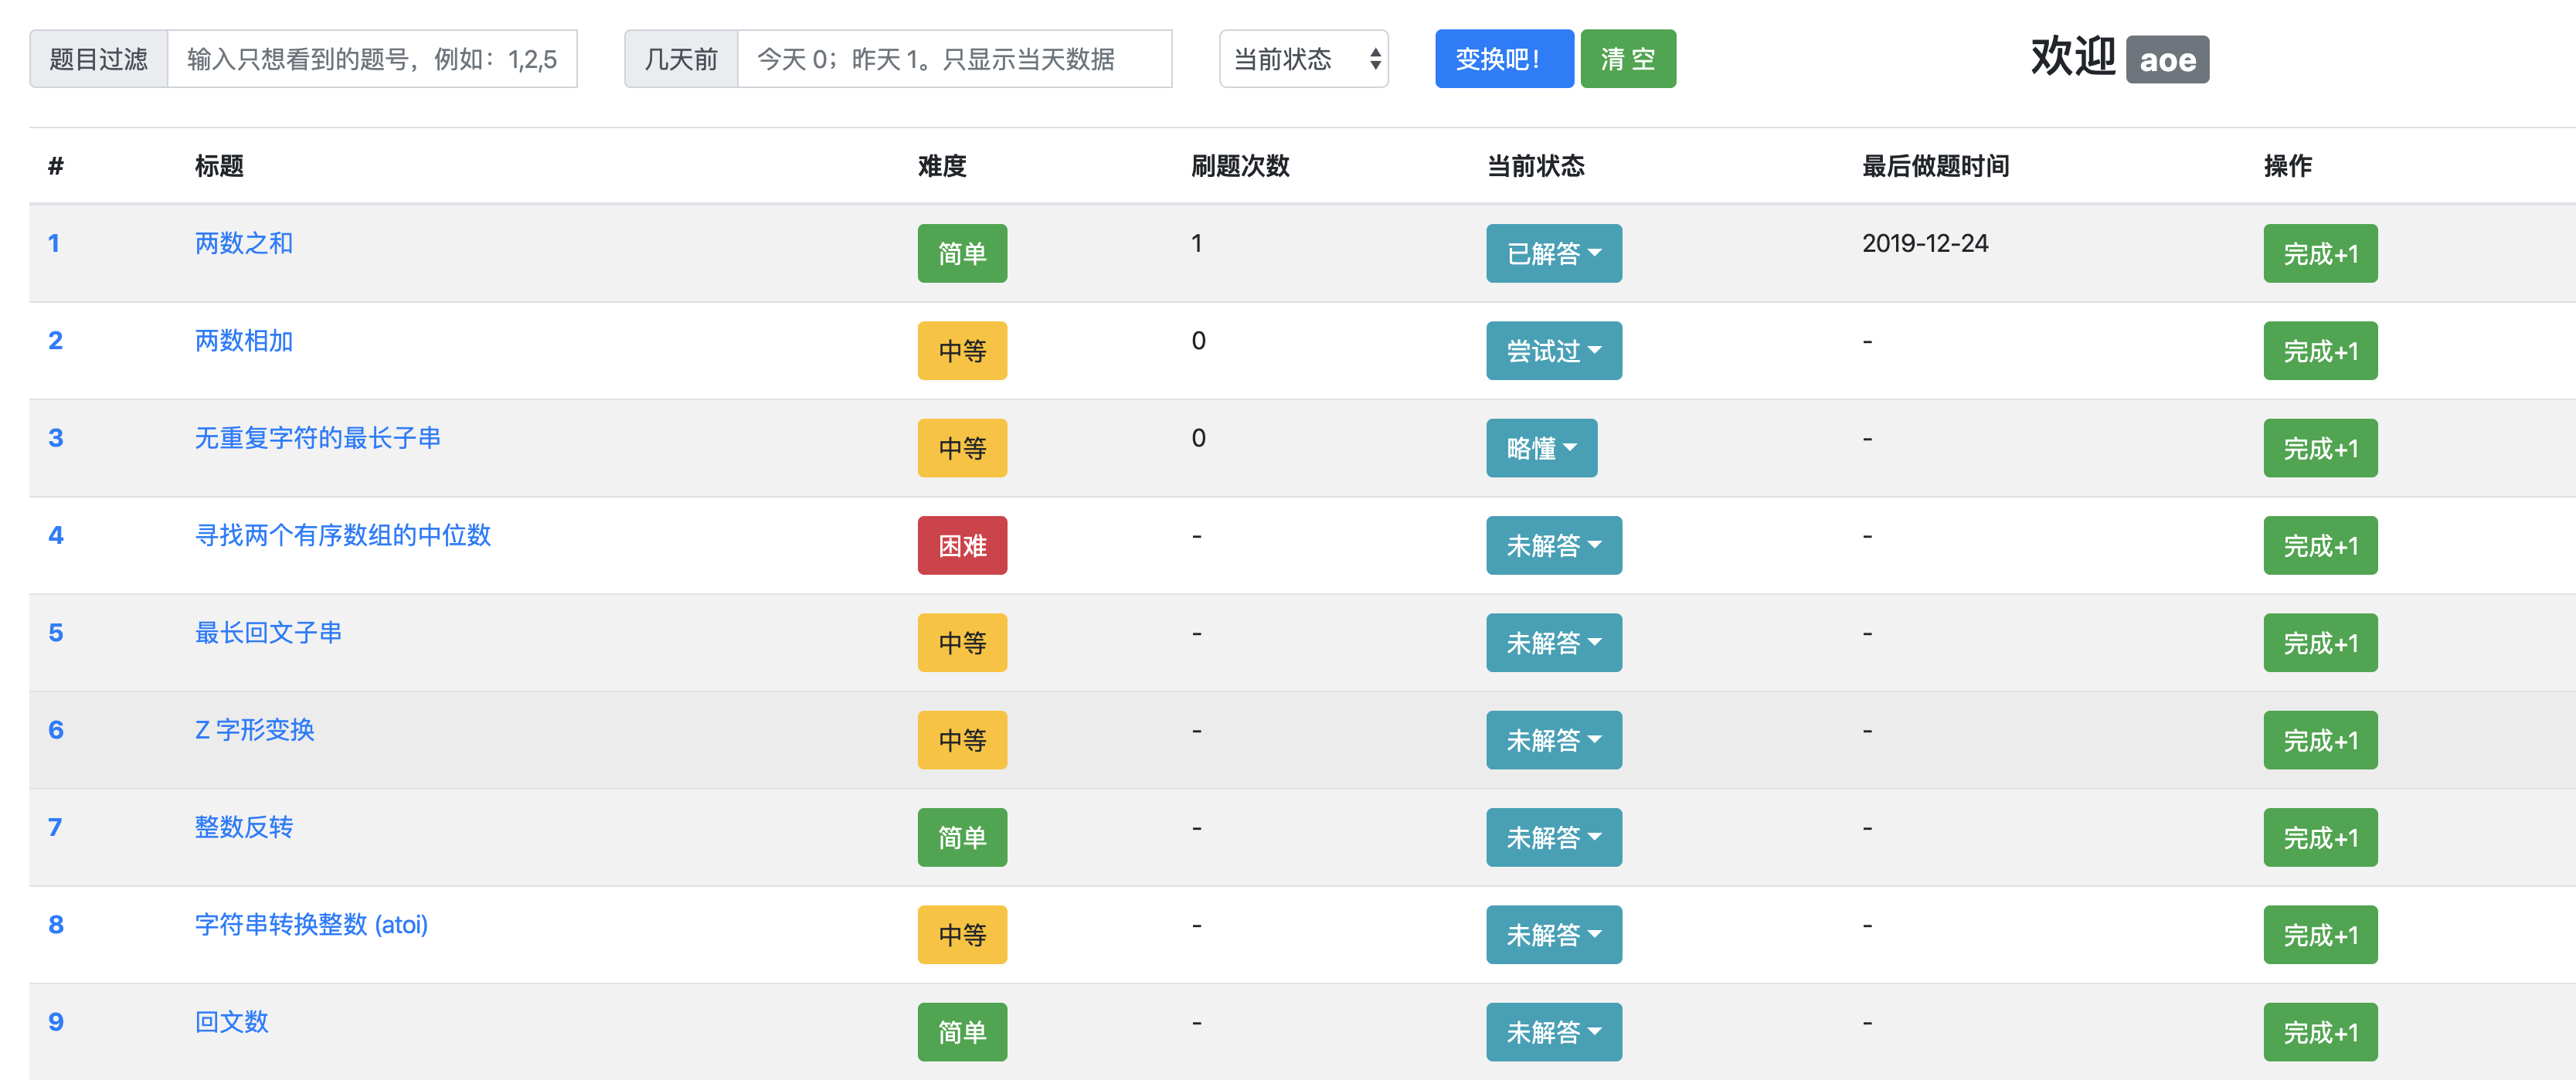 题目过滤 输入只想看到的题号，例如：1,2,5 几天前 今天 0；昨天 1。只显示当天数据 当前状态 变换吧！ 清 空 欢迎 aoe
# 标题 难度 刷题次数 当前状态 最后做题时间 操作
1 两数之和 简单 1 已解答 2019-12-24 完成+1
2 两数相加 中等 0 尝试过 - 完成+1
3 无重复字符的最长子串 中等 0 略懂 - 完成+1
4 寻找两个有序数组的中位数 困难 - 未解答 - 完成+1
5 最长回文子串 中等 - 未解答 - 完成+1
6 Z 字形变换 中等 - 未解答 - 完成+1
7 整数反转 简单 - 未解答 - 完成+1
8 字符串转换整数 (atoi) 中等 - 未解答 - 完成+1
9 回文数 简单 - 未解答 - 完成+1